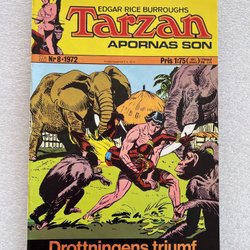 EDGAR RICE BURROUGHS
Tarzan
APORNAS SON
Nr 8 · 1972
Pris 1:75
Drottningens triumf